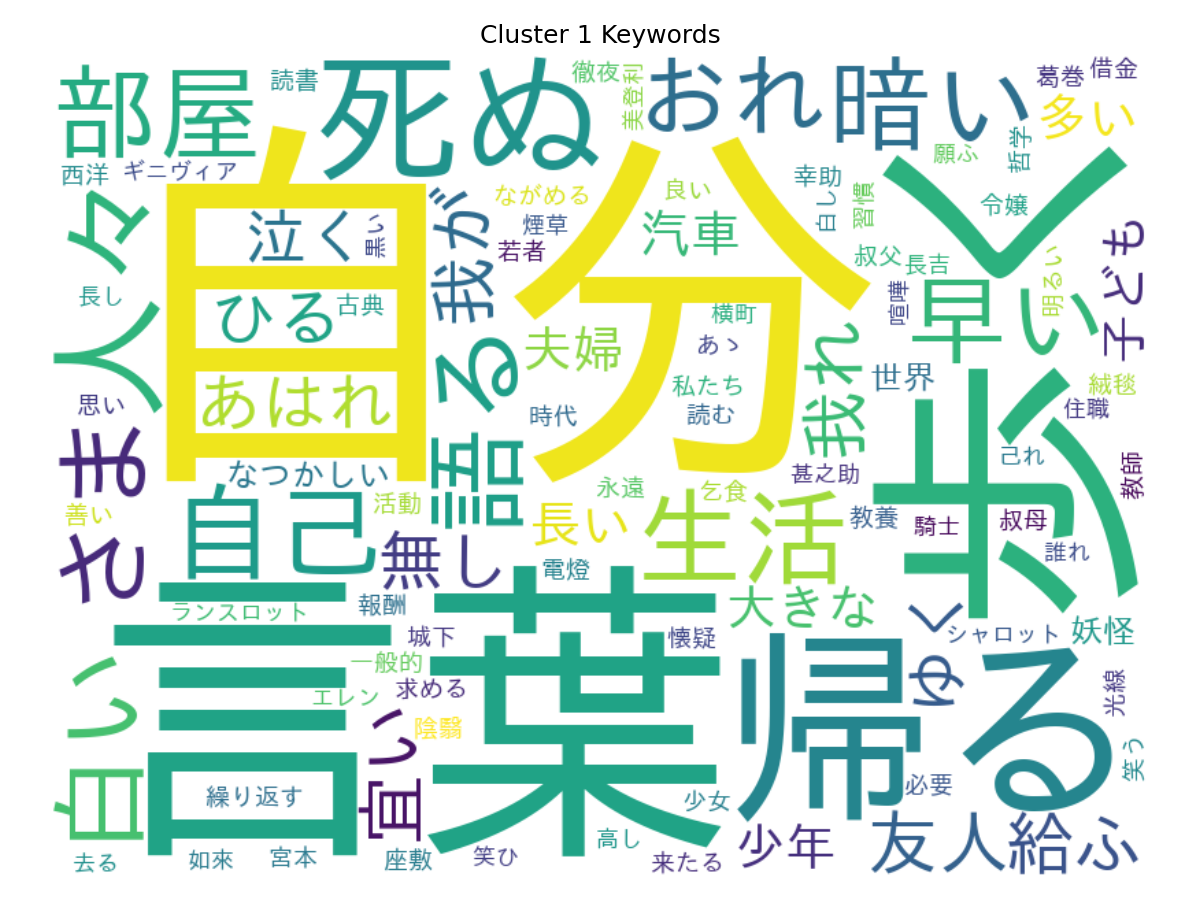 Cluster 1 Keywords
部屋
読書
死ぬ
徹夜
美登利
おれ
暗い
葛巻
借金
多い
西洋
ギニヴィア
自分
ながめる
良い
幸助
白し
習慣
願ふ
哲学
令嬢
歩く
人々
泣く
黒い
我が
煙草
若者
汽車
叔父
長吉
喧嘩
早い
明るい
子ども
長し
ひる
古典
語る
夫婦
横町
あゝ
我れ
世界
絨毯
住職
思い
あはれ
時代
私たち
読む
さま
なつかしい
永遠
乞食
甚之助
己れ
教師
善い
自己
活動
無し
長い
生活
教養
騎士
叔母
誰れ
電燈
言葉
ランスロット
報酬
城下
懐疑
大きな
ゆく
シャロット
妖怪
白い
一般的
エレン
求める
陰翳
宜い
帰る
光線
笑う
繰り返す
少女
必要
去る
如來
宮本
座敷
笑ひ
高し
来たる
少年
友人
給ふ